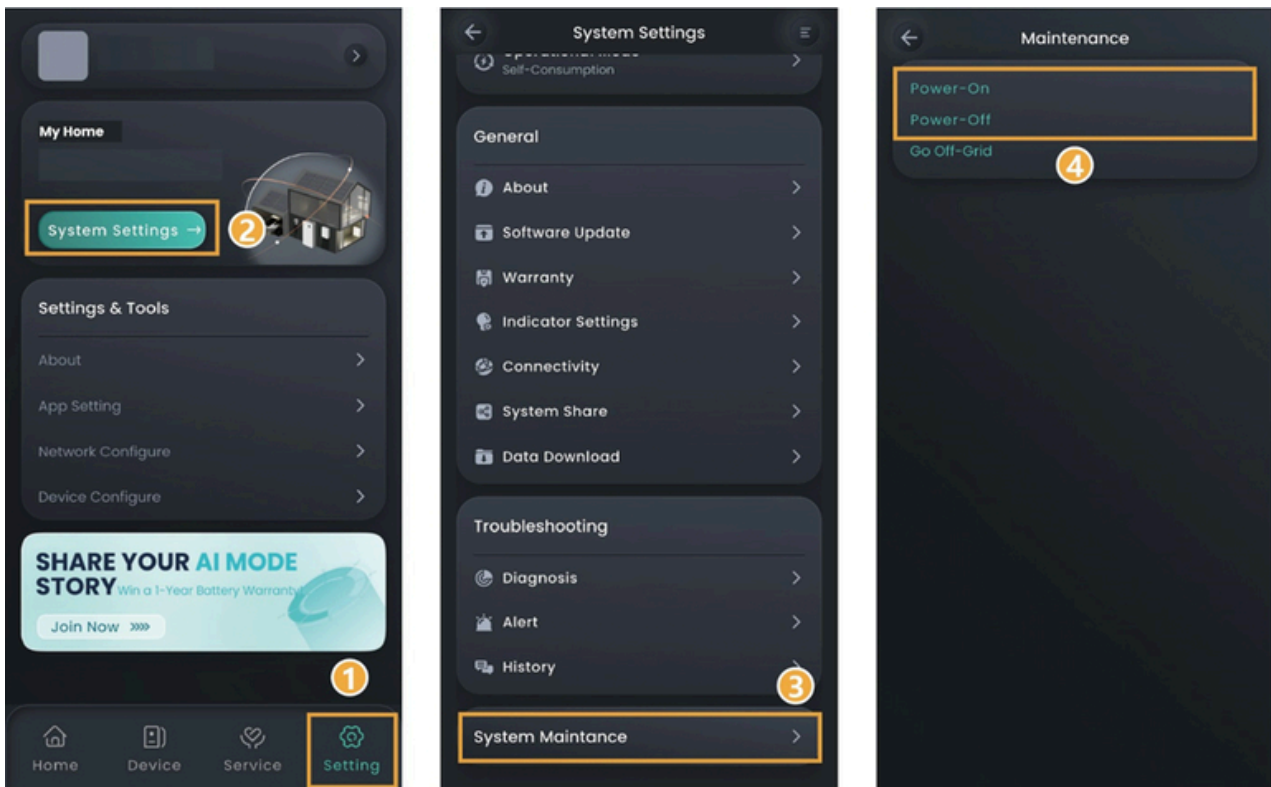 My Home
System Settings →
2
Settings & Tools
About
App Setting
Network Configure
Device Configure
SHARE YOUR AI MODE
STORY Win a 1-Year Battery Warranty
Join Now »»»
1
Home
Device
Service
Setting
System Settings
Operational Mode
Self-Consumption
General
About
Software Update
Warranty
Indicator Settings
Connectivity
System Share
Data Download
Troubleshooting
Diagnosis
Alert
History
3
System Maintance
Maintenance
Power-On
Power-Off
Go Off-Grid
4